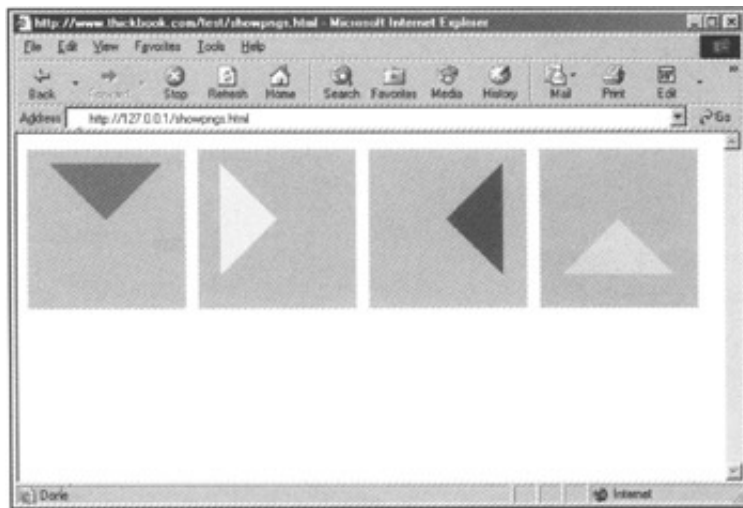 http://www.thickbook.com/test/showpngs.html - Microsoft Internet Explorer
File Edit View Favorites Tools Help
Back Forward Stop Refresh Home Search Favorites Media History Mail Print Edit
Address http://127.0.0.1/showpngs.html Go
Done Internet